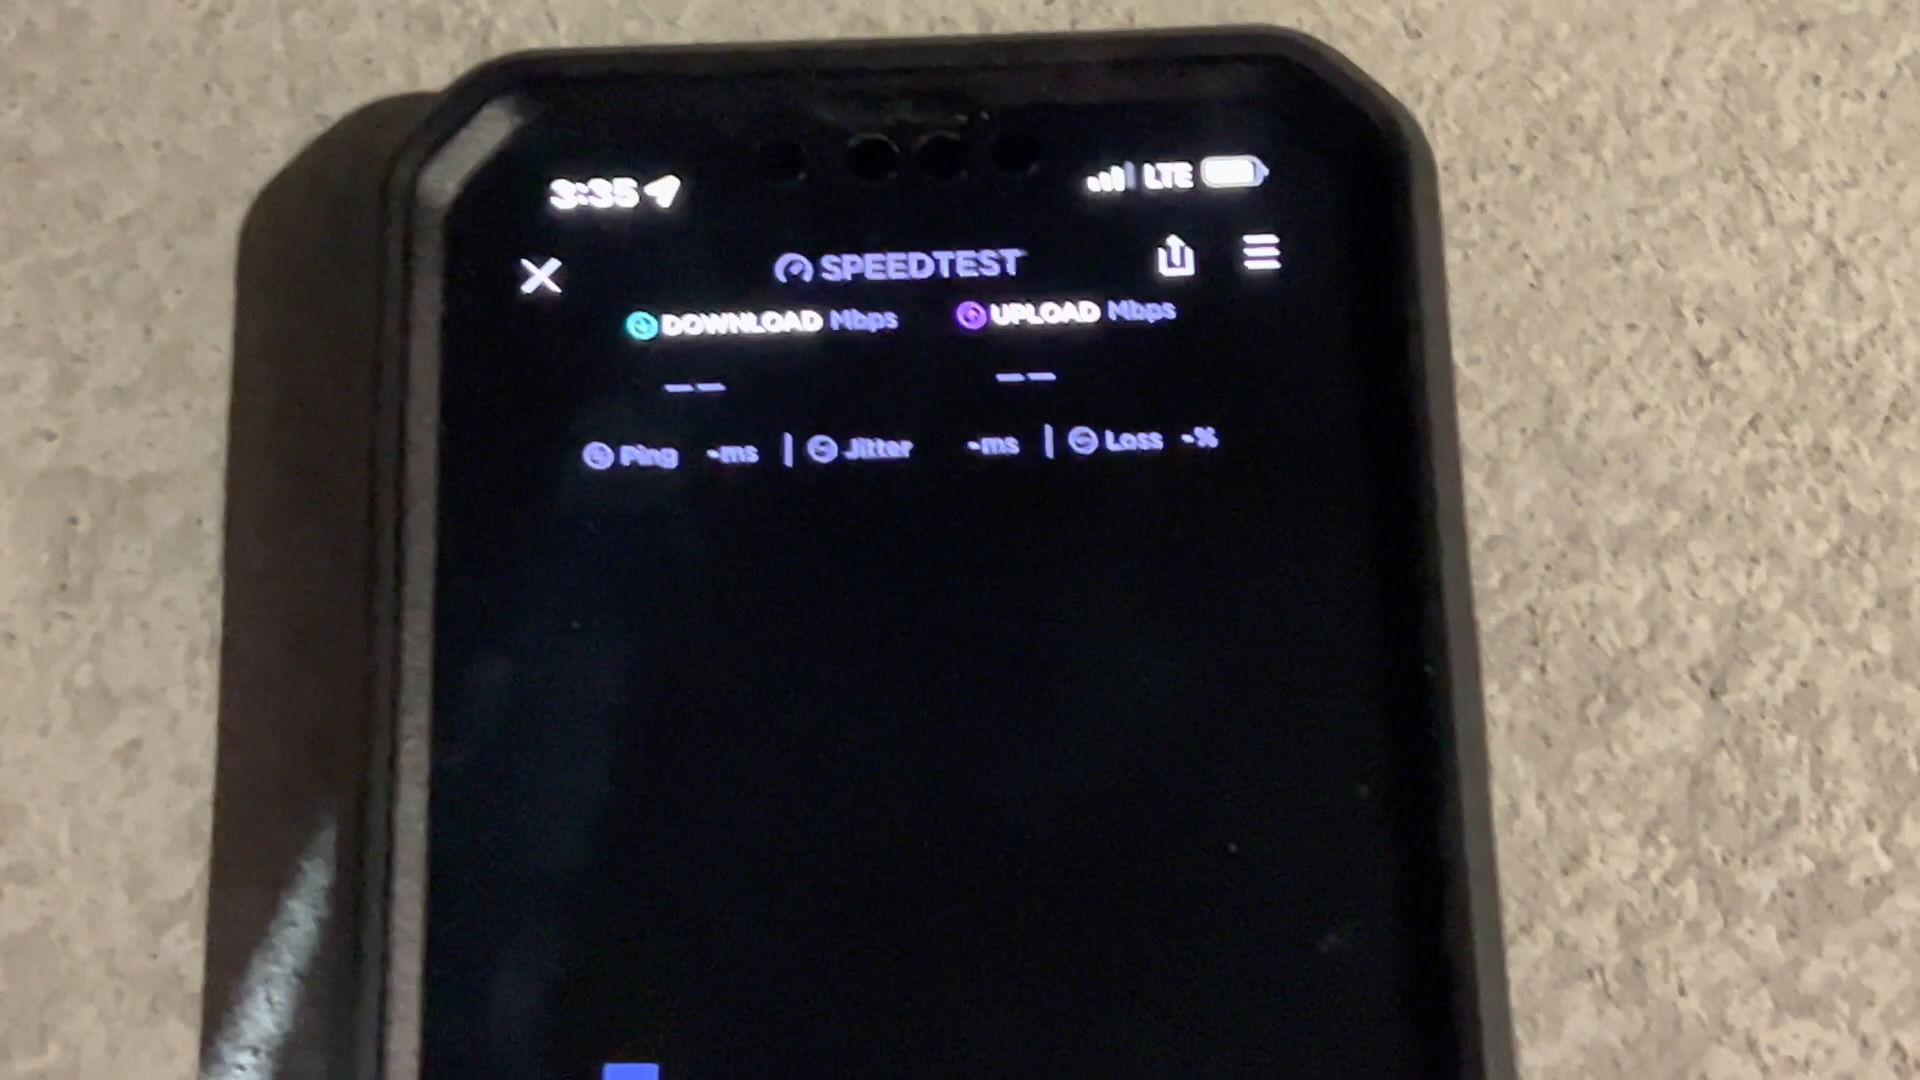 3:35 LTE
SPEEDTEST
DOWNLOAD Mbps UPLOAD Mbps
-- --
Ping -ms | Jitter -ms | Loss -%